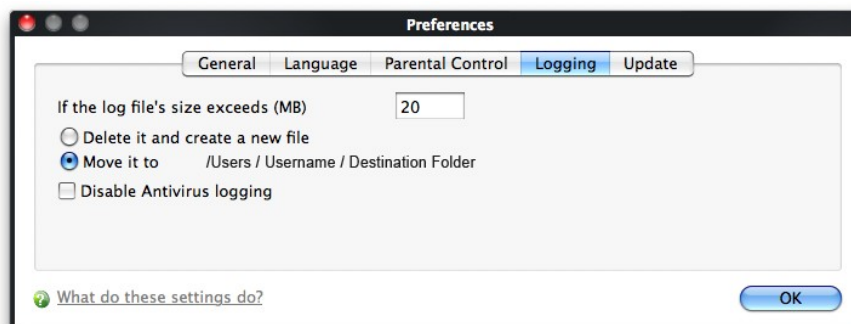 Preferences
General Language Parental Control Logging Update
If the log file's size exceeds (MB) 20
Delete it and create a new file
Move it to /Users / Username / Destination Folder
Disable Antivirus logging
What do these settings do? OK